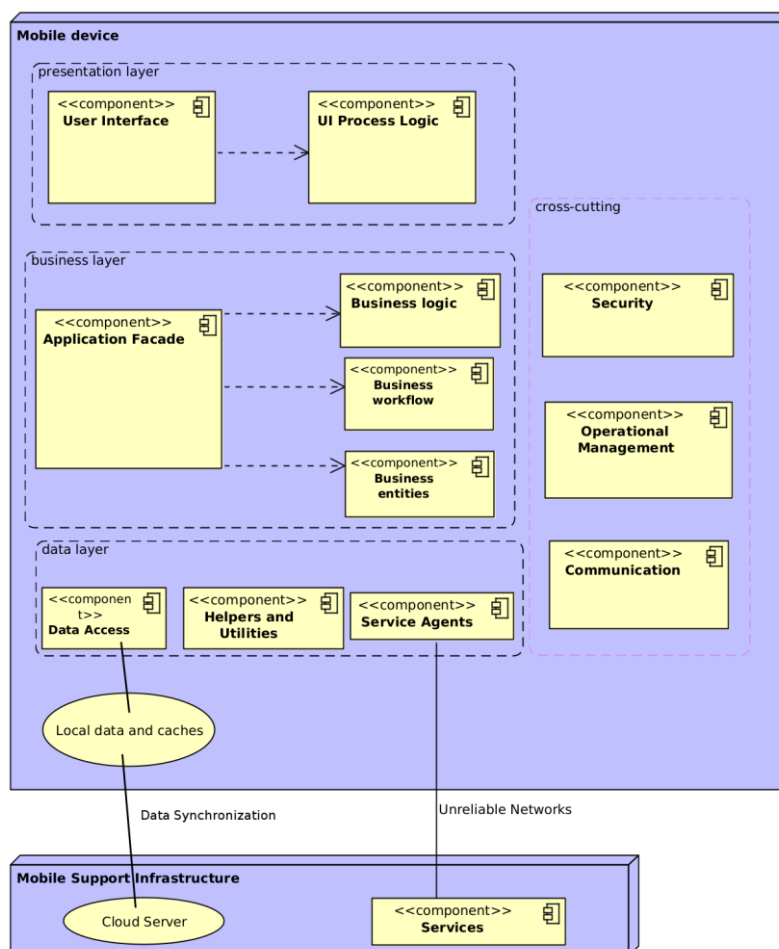 Mobile device
presentation layer
<<component>>
User Interface
<<component>>
UI Process Logic
cross-cutting
business layer
<<component>>
Application Facade
<<component>>
Business logic
<<component>>
Business
workflow
<<component>>
Business
entities
<<component>>
Security
<<component>>
Operational
Management
<<component>>
Communication
data layer
<<componen
t>>
Data Access
<<component>>
Helpers and
Utilities
<<component>>
Service Agents
Local data and caches
Data Synchronization
Unreliable Networks
Mobile Support Infrastructure
Cloud Server
<<component>>
Services